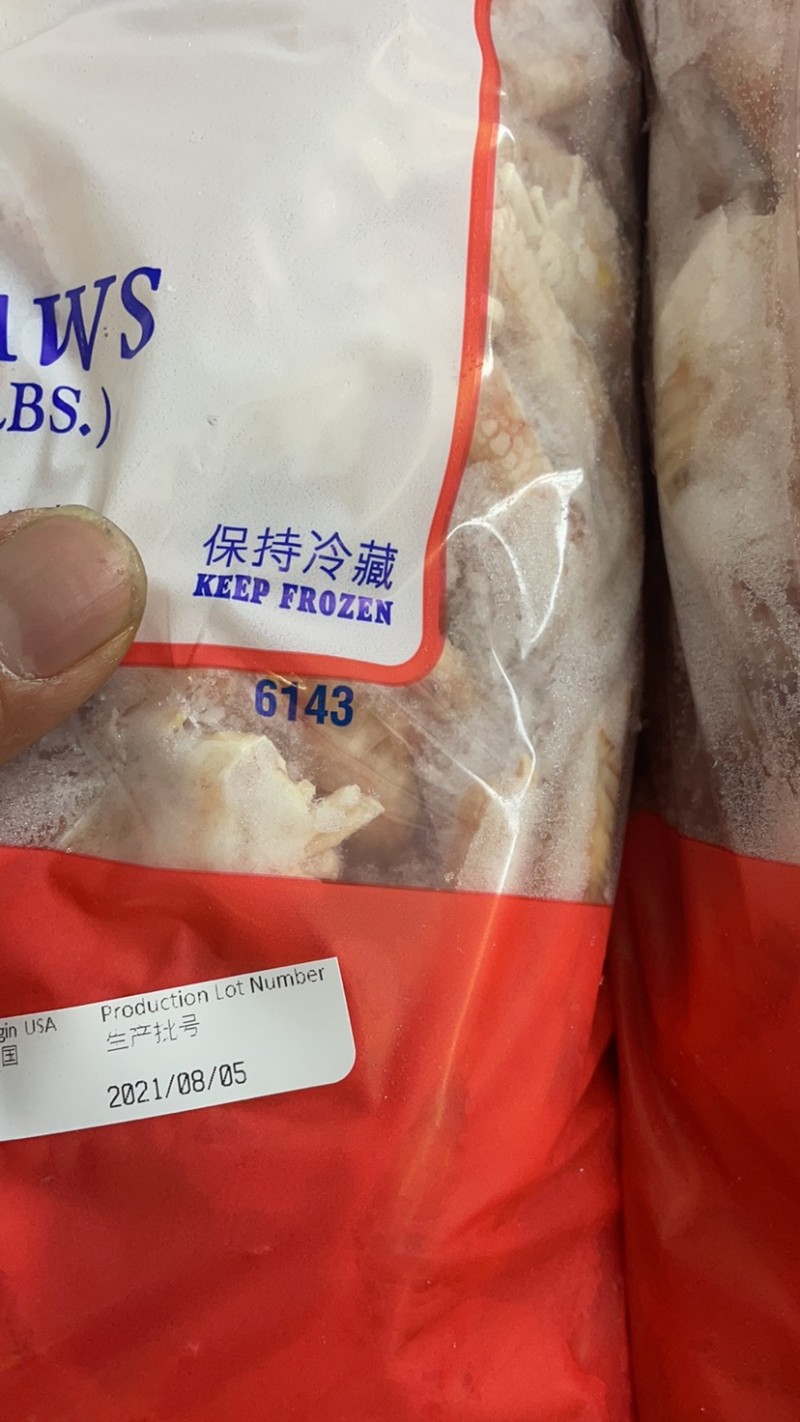 WS
LBS.)
保持冷藏
KEEP FROZEN
6143
Production Lot Number
gin USA
生产批号
国
2021/08/05